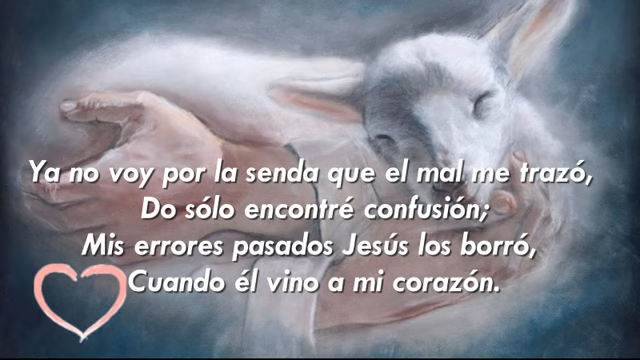 Ya no voy por la senda que el mal me trazó,
Do sólo encontré confusión;
Mis errores pasados Jesús los borró,
Cuando él vino a mi corazón.